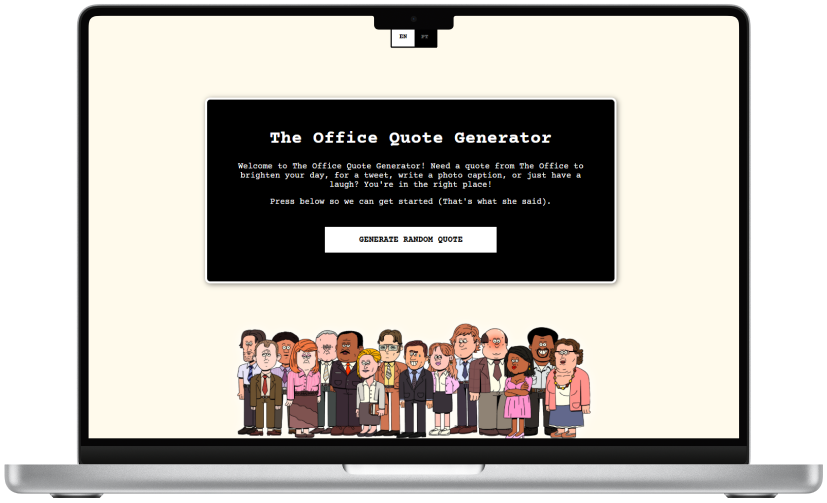 EN PT
The Office Quote Generator
Welcome to The Office Quote Generator! Need a quote from The Office to
brighten your day, for a tweet, write a photo caption, or just have a
laugh? You're in the right place!
Press below so we can get started (That's what she said).
GENERATE RANDOM QUOTE